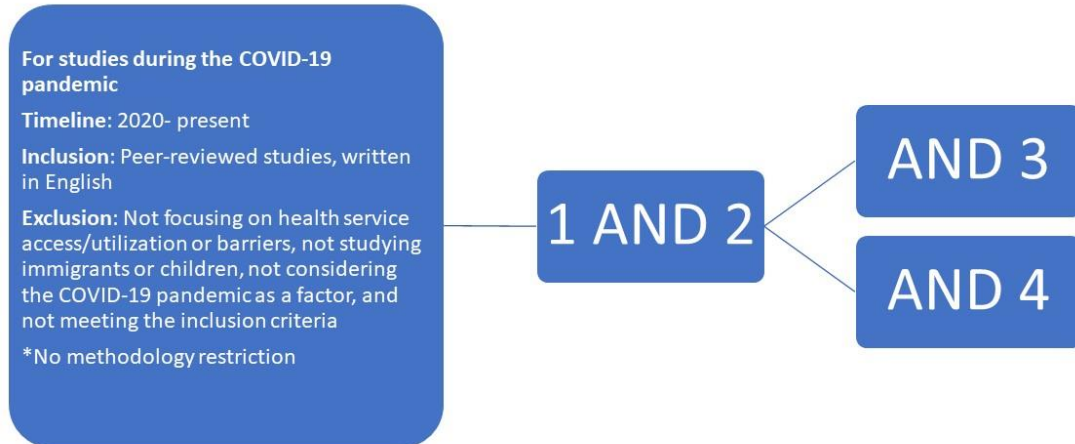 For studies during the COVID-19
pandemic
Timeline: 2020- present
Inclusion: Peer-reviewed studies, written
in English
Exclusion: Not focusing on health service
access/utilization or barriers, not studying
immigrants or children, not considering
the COVID-19 pandemic as a factor, and
not meeting the inclusion criteria
*No methodology restriction
1 AND 2
AND 3
AND 4